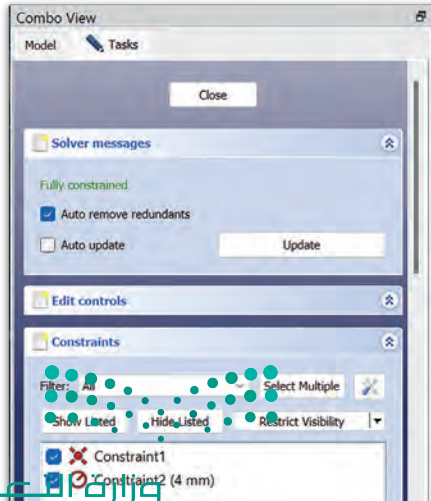 Combo View
Model Tasks
Close
Solver messages
Fully constrained
Auto remove redundants
Auto update Update
Edit controls
Constraints
Filter: All Select Multiple
Show Listed Hide Listed Restrict Visibility
Constraint1
Constraint2 (4 mm)